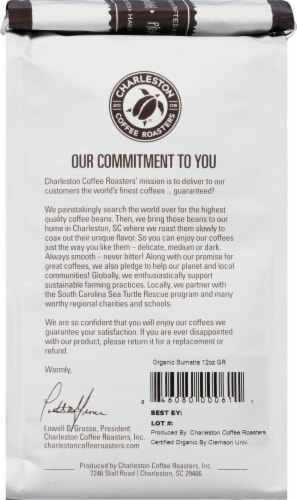 CHARLESTON
20 05
COFFEE ROASTERS
OUR COMMITMENT TO YOU
Charleston Coffee Roasters' mission is to deliver to our
customers the world's finest coffees .. guaranteed!
We painstakingly search the world over for the highest
quality coffee beans. Then, we bring those beans to our
home in Charleston, SC where we roast them slowly to
coax out their unique flavor. So you can enjoy our coffees
just the way you like them – delicate, medium or dark.
Always smooth – never bitter! Along with our promise for
great coffees, we also pledge to help our planet and local
communities! Globally, we enthusiastically support
sustainable farming practices. Locally, we partner with
the South Carolina Sea Turtle Rescue program and many
worthy regional charities and schools.
We are so confident that you will enjoy our coffees we
guarantee your satisfaction. If you are ever disappointed
with our product, please return it for a replacement or
refund.
Warmly,
Organic Sumatra 12oz GR
8 46080 00061 1
BEST BY:
LOT #:
Produced By: Charleston Coffee Roasters
Certified Organic By Clemson Univ.
Lowell D. Grosse, President
Charleston Coffee Roasters, Inc.
charlestoncoffeeroasters.com
Produced by Charleston Coffee Roasters, Inc.
7246 Stall Road | Charleston, SC 29406